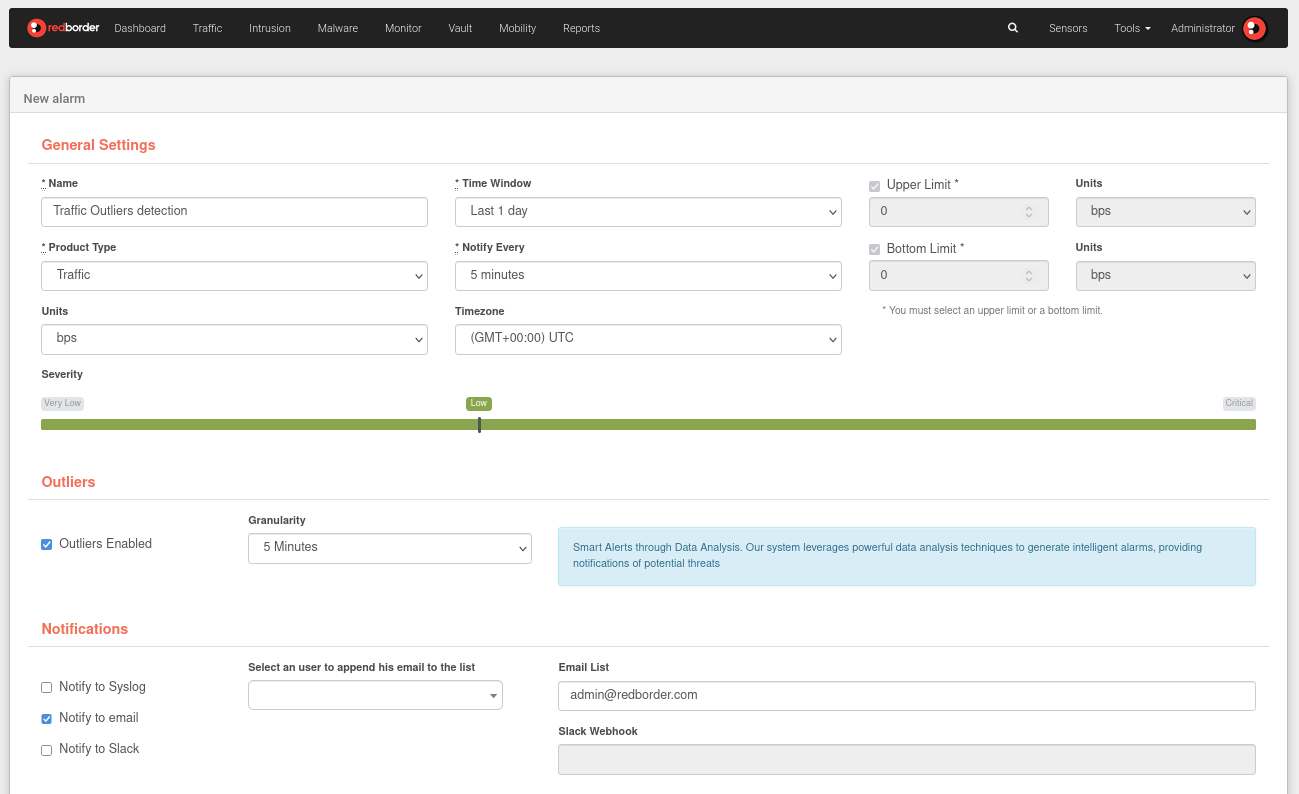 redborder Dashboard Traffic Intrusion Malware Monitor Vault Mobility Reports Sensors Tools Administrator
New alarm
General Settings
* Name
Traffic Outliers detection
* Product Type
Traffic
Units
bps
* Time Window
Last 1 day
* Notify Every
5 minutes
Timezone
(GMT+00:00) UTC
Upper Limit *
0
Units
bps
Bottom Limit *
0
Units
bps
* You must select an upper limit or a bottom limit.
Severity
Very Low Low Critical
Outliers
Outliers Enabled
Granularity
5 Minutes
Smart Alerts through Data Analysis. Our system leverages powerful data analysis techniques to generate intelligent alarms, providing
notifications of potential threats
Notifications
Notify to Syslog
Notify to email
Notify to Slack
Select an user to append his email to the list
Email List
admin@redborder.com
Slack Webhook